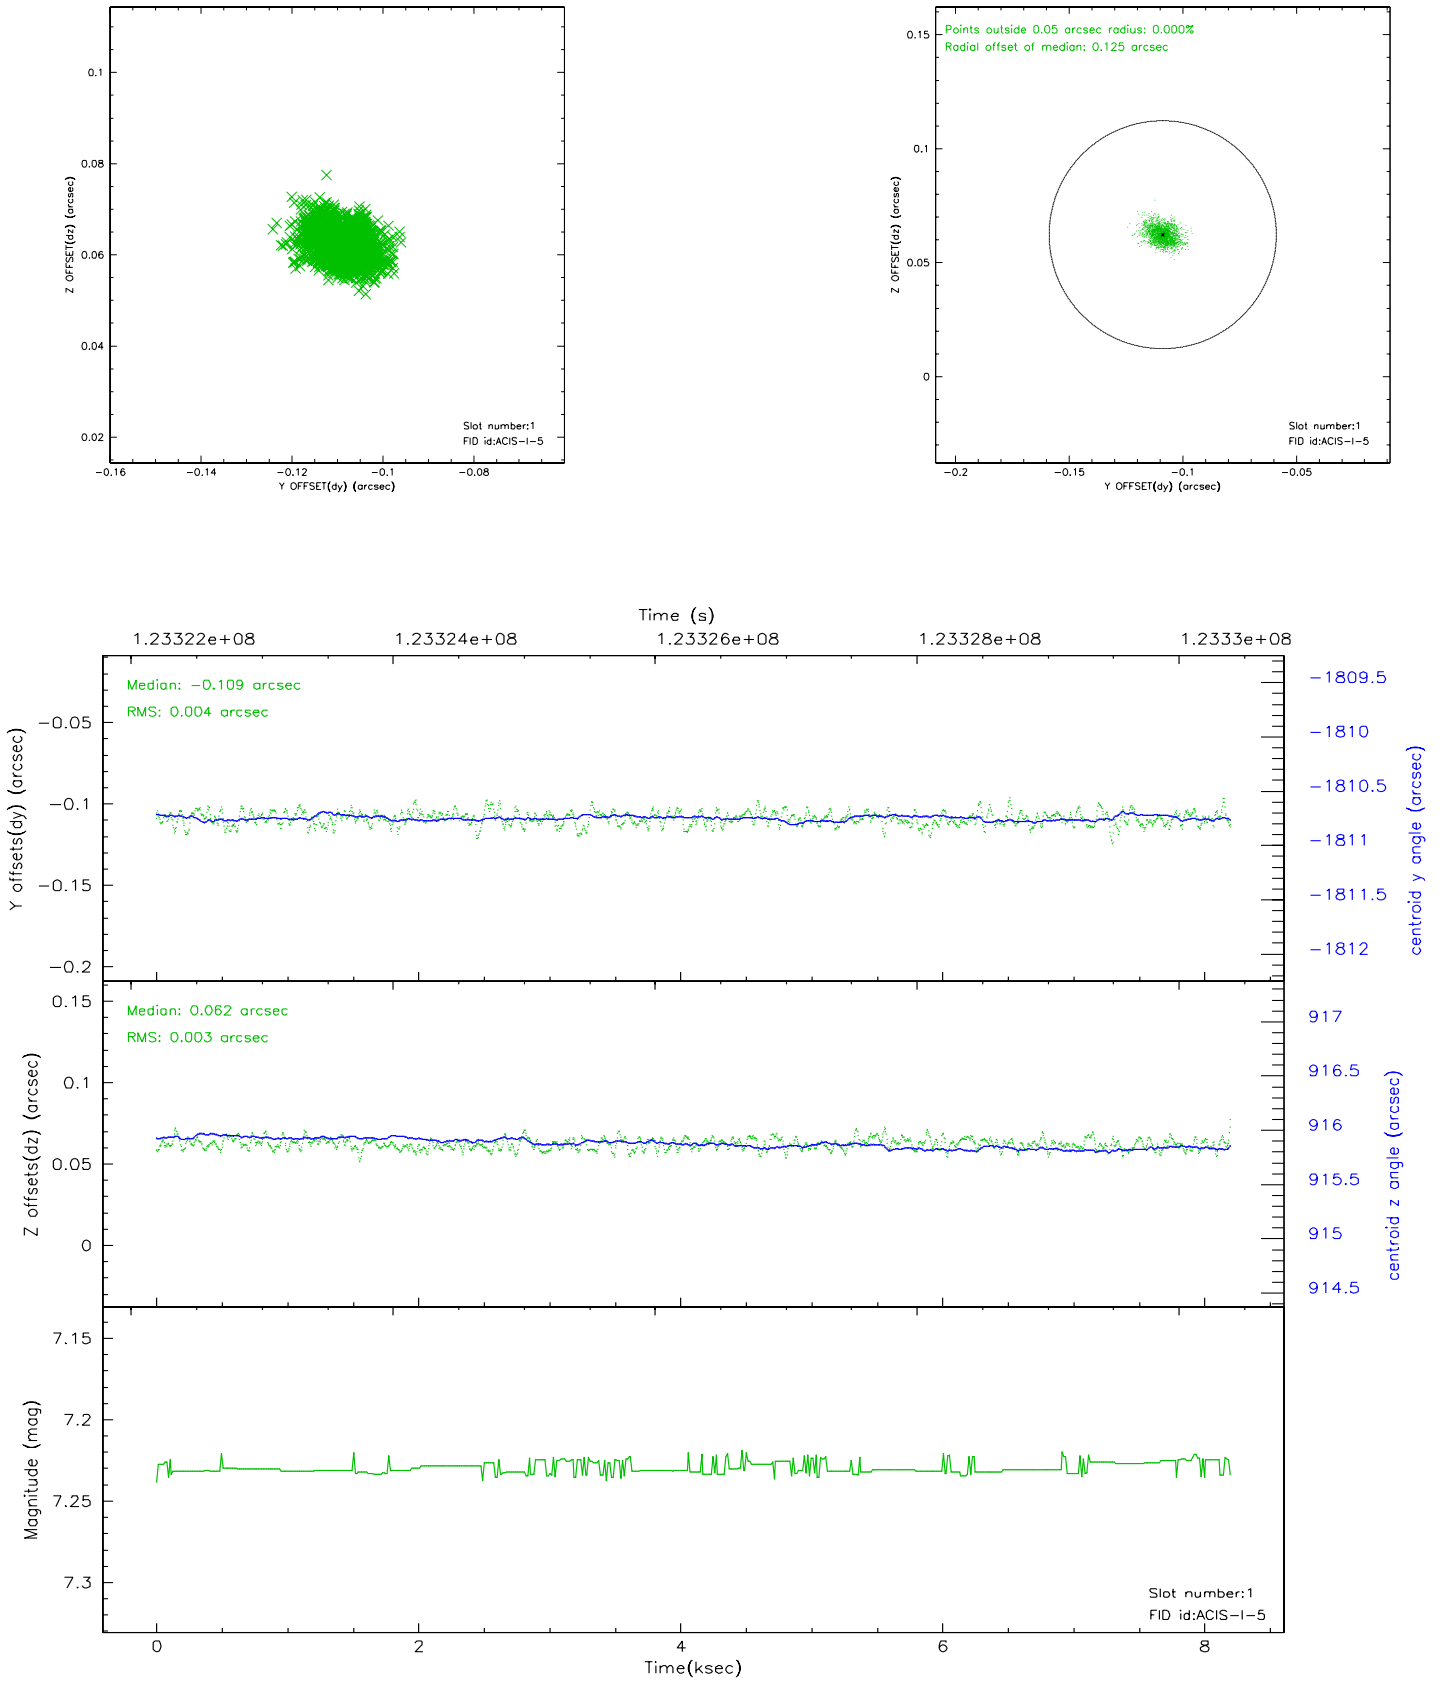 0.1
0.08
0.06
0.04
0.02
Z OFFSET(dz) (arcsec)
Slot number:1
FID id:ACIS-I-5
-0.16 -0.14 -0.12 -0.1 -0.08
Y OFFSET(dy) (arcsec)
Points outside 0.05 arcsec radius: 0.000%
Radial offset of median: 0.125 arcsec
0.15
0.1
0.05
0
Z OFFSET(dz) (arcsec)
Slot number:1
FID id:ACIS-I-5
-0.2 -0.15 -0.1 -0.05
Y OFFSET(dy) (arcsec)
Time (s)
1.23322e+08 1.23324e+08 1.23326e+08 1.23328e+08 1.2333e+08
Median: -0.109 arcsec
RMS: 0.004 arcsec
-0.05
-0.1
-0.15
-0.2
Y offsets(dy) (arcsec)
-1809.5
-1810
-1810.5
-1811
-1811.5
-1812
centroid y angle (arcsec)
Median: 0.062 arcsec
RMS: 0.003 arcsec
0.15
0.1
0.05
0
Z offsets(dz) (arcsec)
917
916.5
916
915.5
915
914.5
centroid z angle (arcsec)
7.15
7.2
7.25
7.3
Magnitude (mag)
Slot number:1
FID id:ACIS-I-5
0 2 4 6 8
Time(ksec)